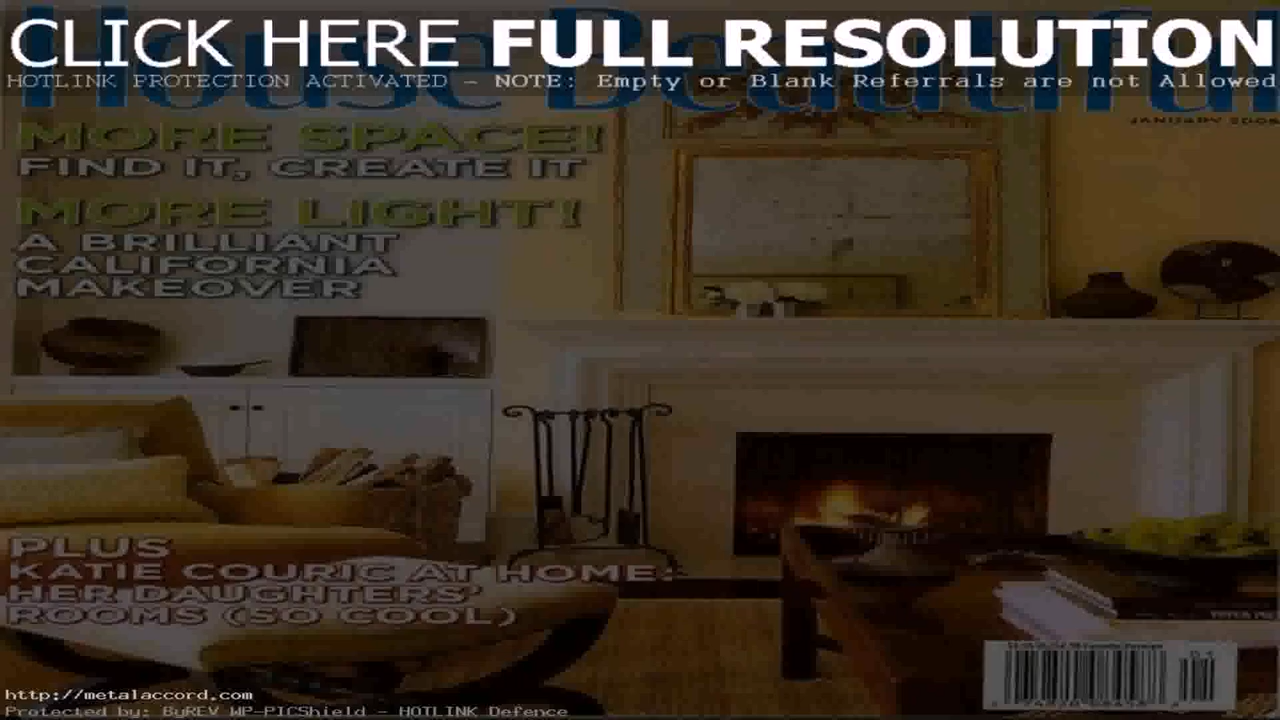 CLICK HERE FULL RESOLUTION
HOTLINK PROTECTION ACTIVATED – NOTE: Empty or Blank Referrals are not Allowed
House Beautiful
JANUARY
MORE SPACE!
FIND IT, CREATE IT
MORE LIGHT!
A BRILLIANT
CALIFORNIA
MAKEOVER
PLUS
KATIE COURIC AT HOME:
HER DAUGHTERS'
ROOMS (SO COOL)
http://metalaccord.com
Protected by: ByREV WP-PICShield – HOTLINK Defence